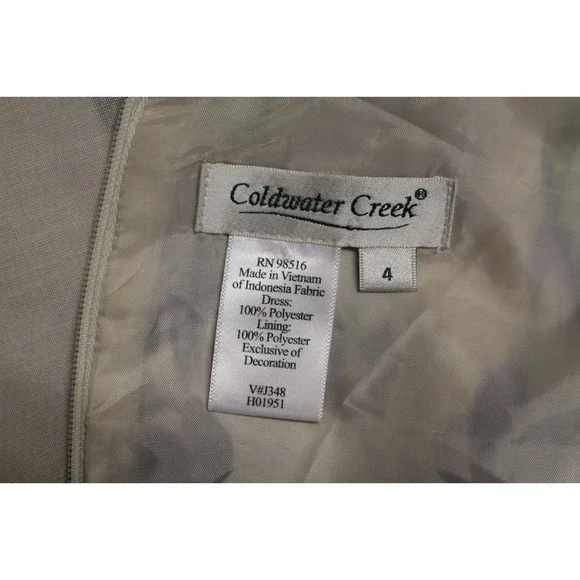 Coldwater Creek®
4
RN 98516
Made in Vietnam
of Indonesia Fabric
Dress:
100% Polyester
Lining:
100% Polyester
Exclusive of
Decoration
V#J348
H01951